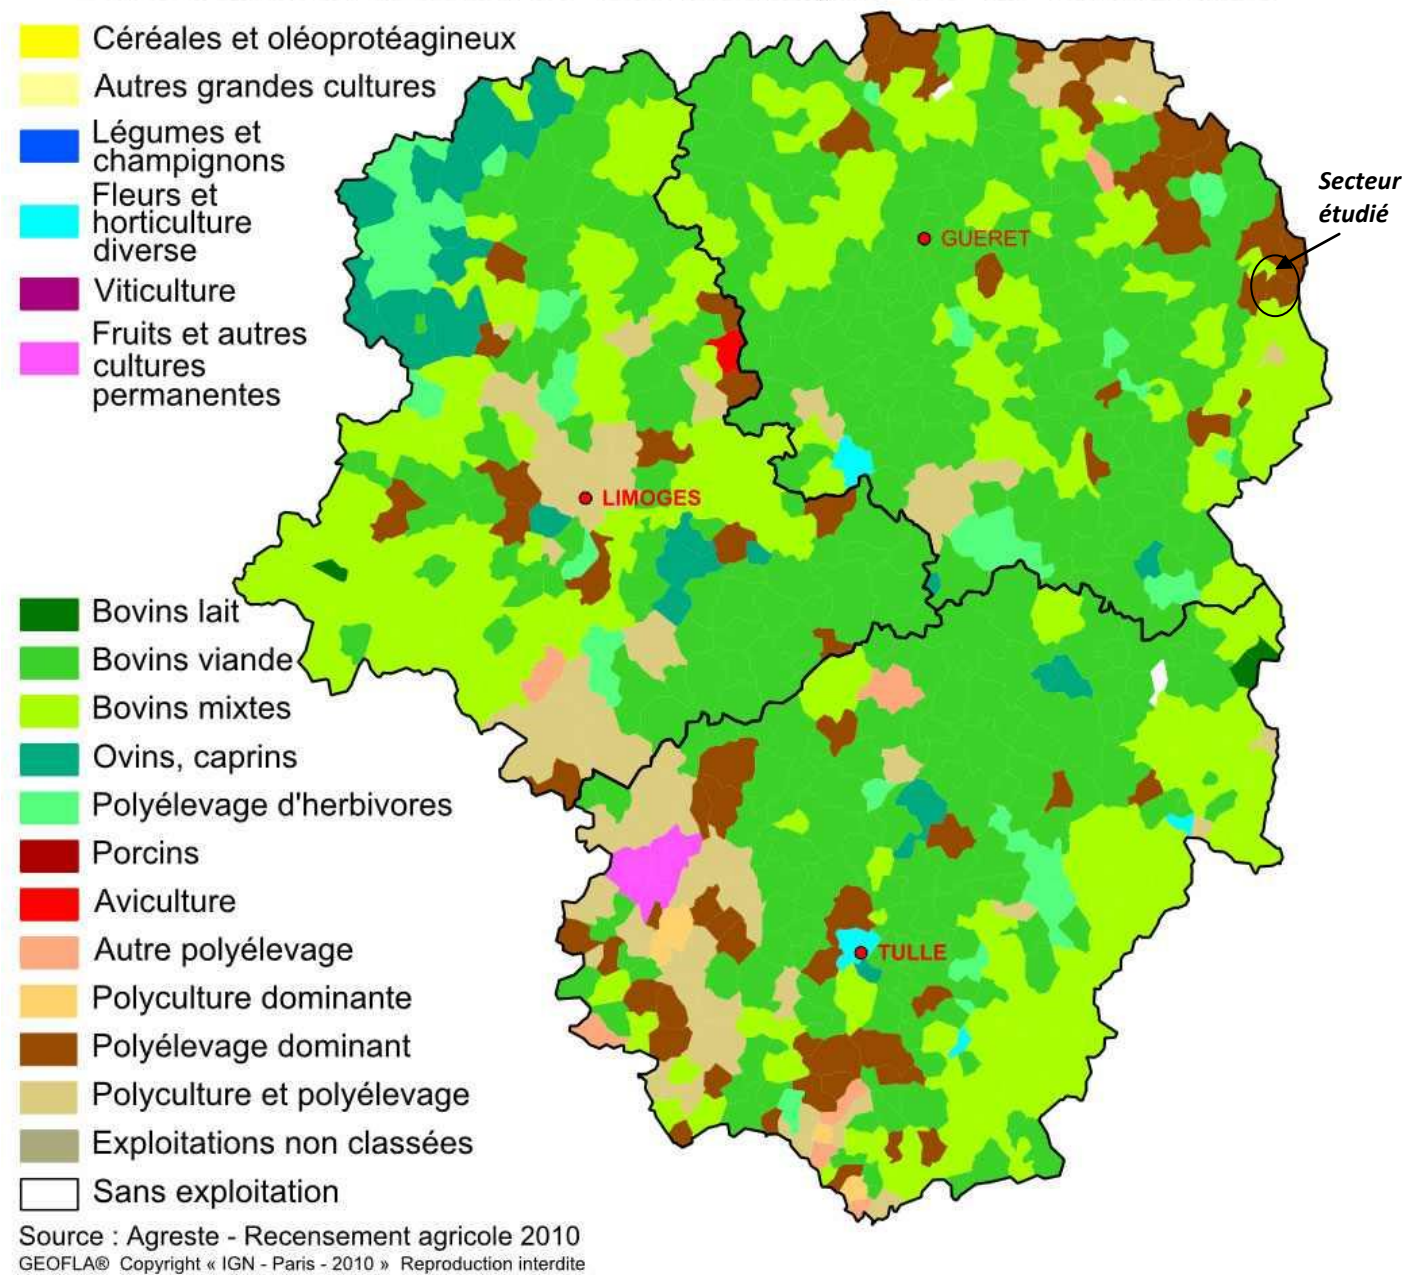 Céréales et oléoprotéagineux
Autres grandes cultures
Légumes et
champignons
Fleurs et
horticulture
diverse
Viticulture
Fruits et autres
cultures
permanentes
Bovins lait
Bovins viande
Bovins mixtes
Ovins, caprins
Polyélevage d'herbivores
Porcins
Aviculture
Autre polyélevage
Polyculture dominante
Polyélevage dominant
Polyculture et polyélevage
Exploitations non classées
Sans exploitation
Source : Agreste - Recensement agricole 2010
GEOFLA® Copyright « IGN - Paris - 2010 » Reproduction interdite
Secteur
étudié
GUERET
LIMOGES
TULLE